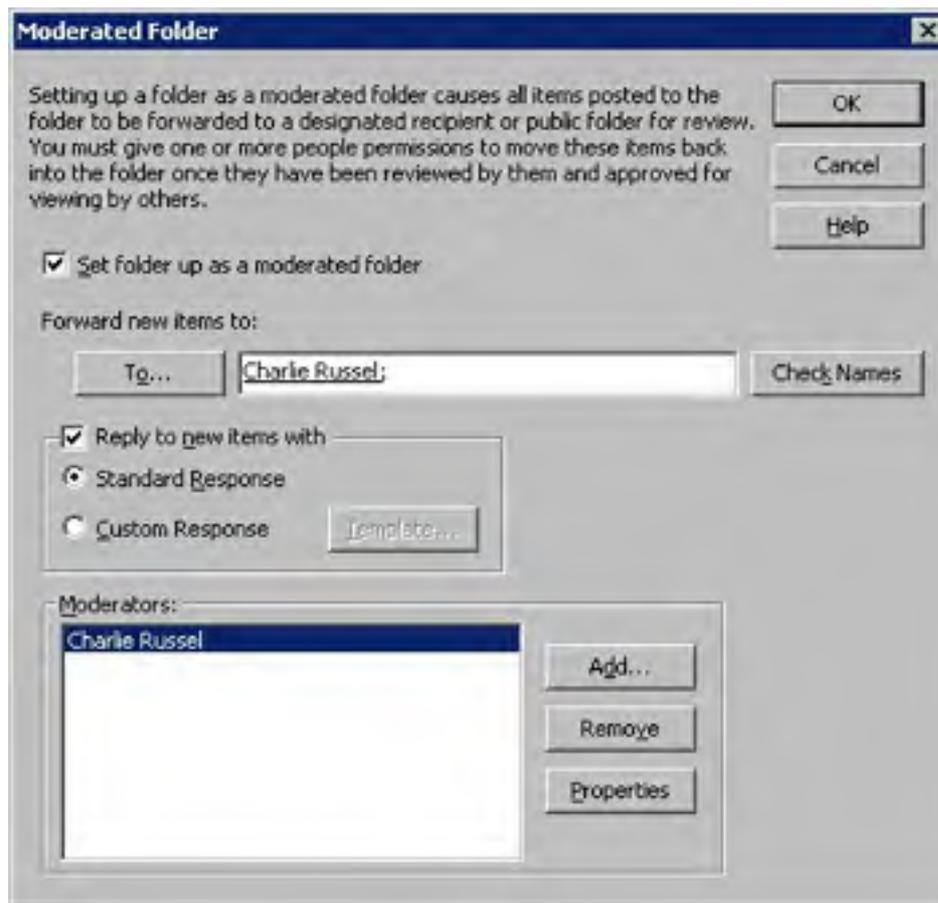 Moderated Folder
Setting up a folder as a moderated folder causes all items posted to the
folder to be forwarded to a designated recipient or public folder for review.
You must give one or more people permissions to move these items back
into the folder once they have been reviewed by them and approved for
viewing by others.
OK
Cancel
Help
Set folder up as a moderated folder
Forward new items to:
To...
Charlie Russel;
Check Names
Reply to new items with
Standard Response
Custom Response
Template...
Moderators:
Charlie Russel
Add...
Remove
Properties